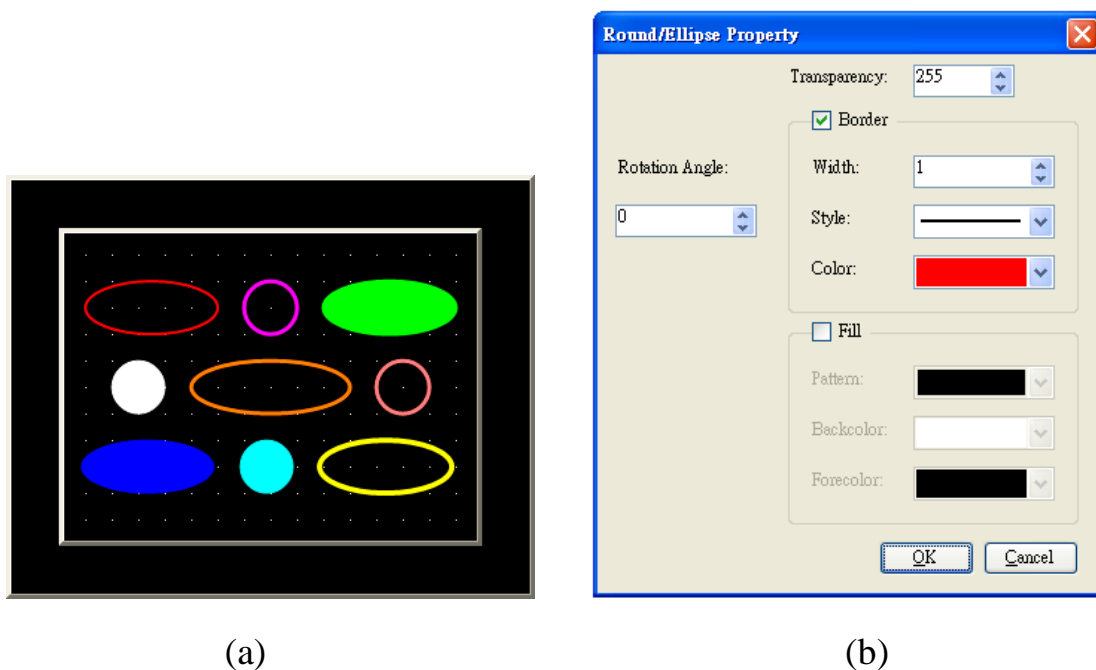 Round/Ellipse Property
Transparency:
255
Border
Rotation Angle:
Width:
1
0
Style:
Color:
Fill
Pattern:
Backcolor:
Forecolor:
OK
Cancel
(a)
(b)